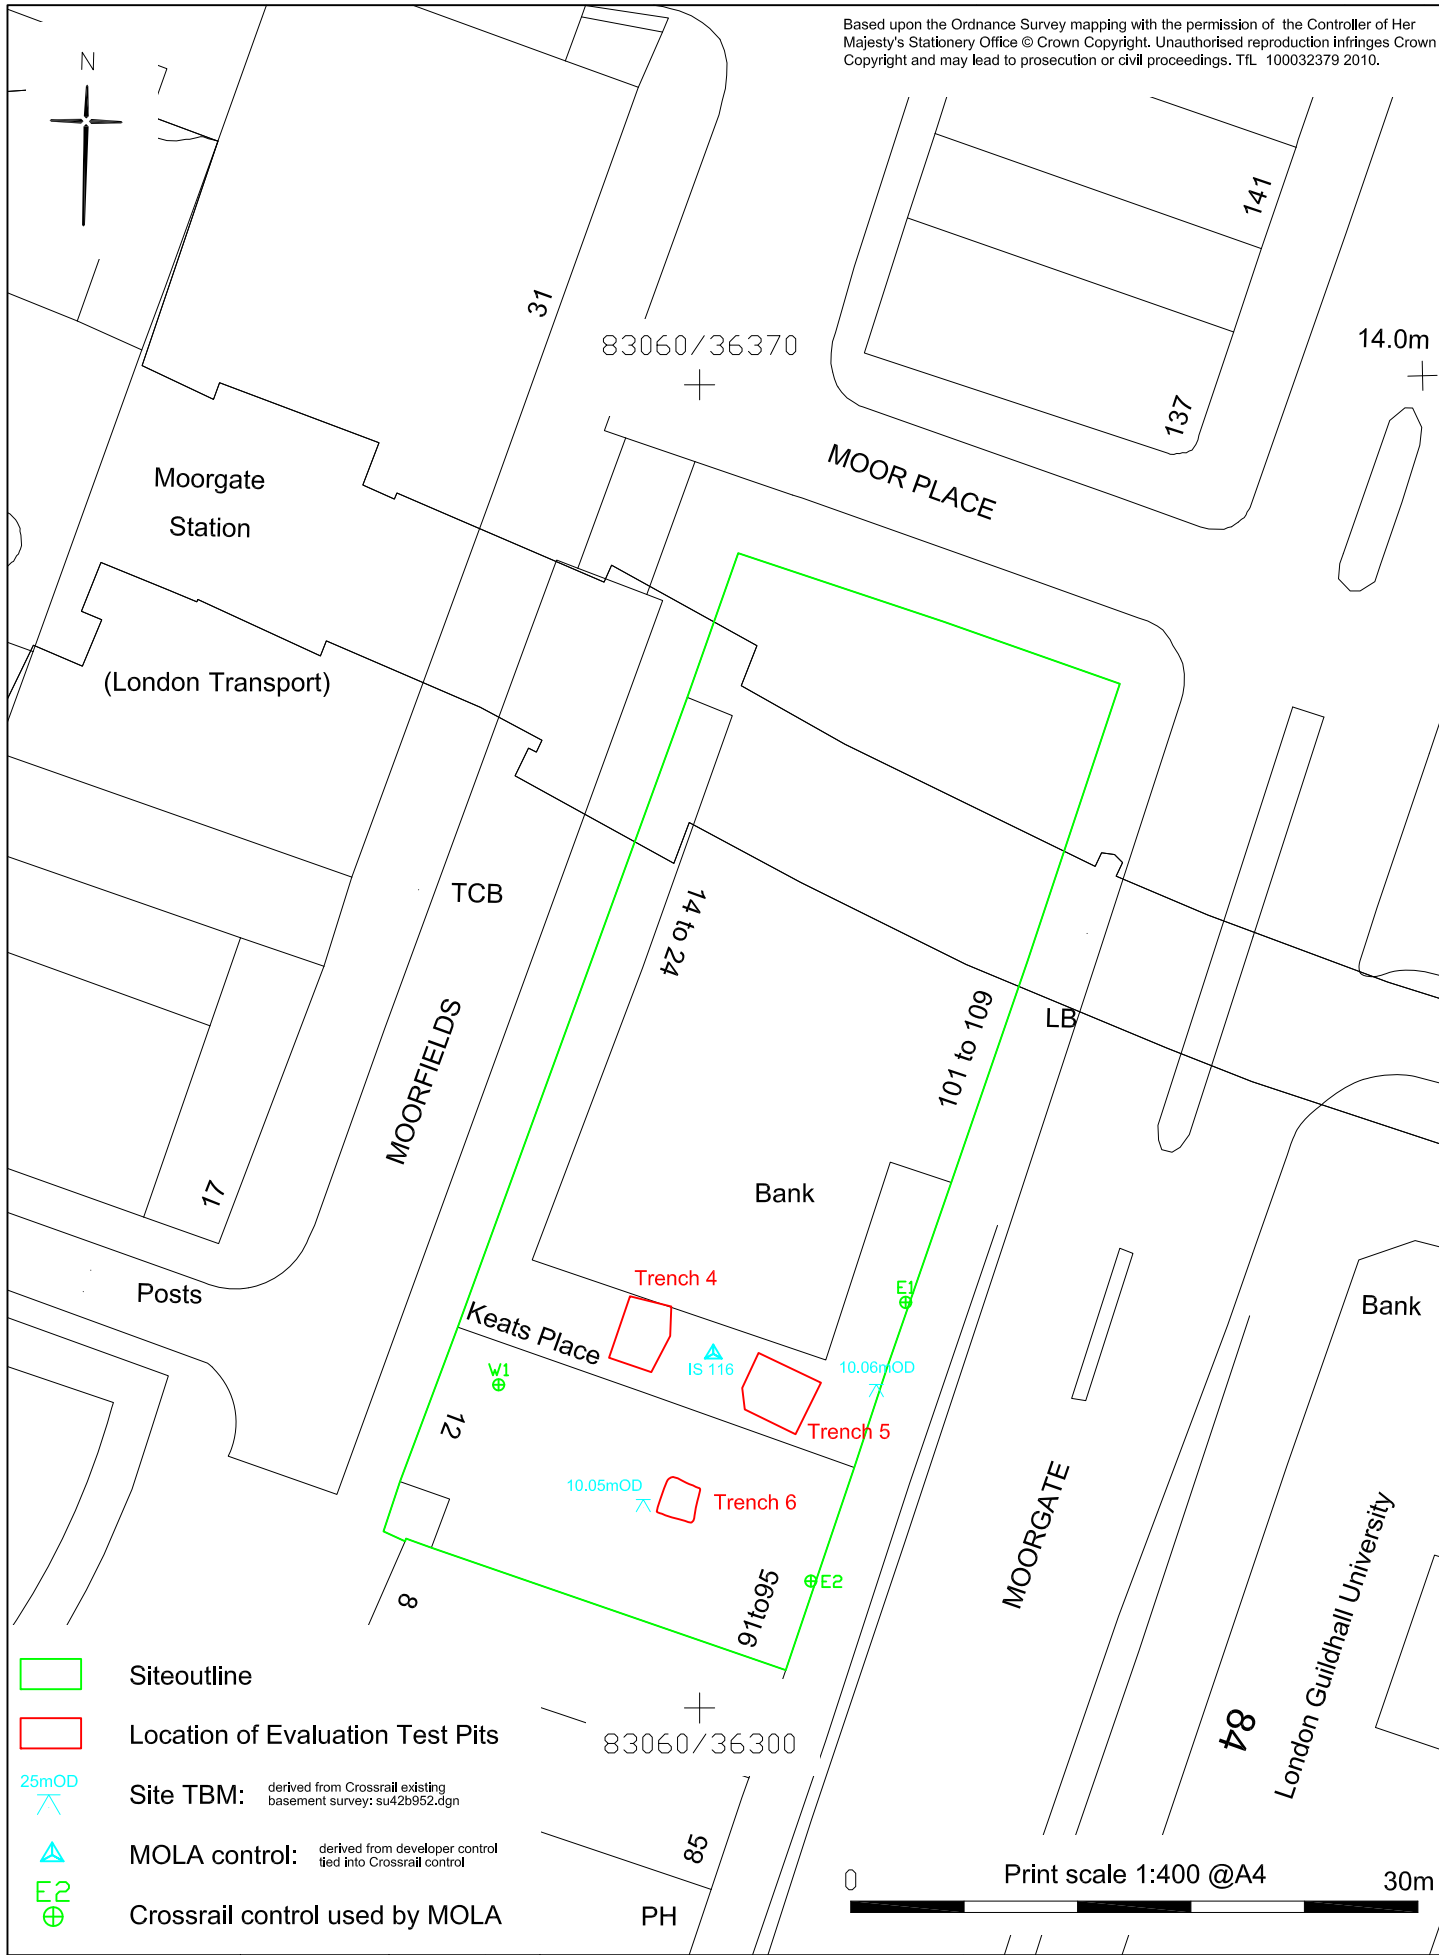 Based upon the Ordnance Survey mapping with the permission of the Controller of Her
Majesty's Stationery Office © Crown Copyright. Unauthorised reproduction infringes Crown
Copyright and may lead to prosecution or civil proceedings. TfL 100032379 2010.
N
141
31
83060/36370
14.0m
137
MOOR PLACE
Moorgate
Station
(London Transport)
TCB
14 to 24
MOORFIELDS
101 to 109
LB
17
Bank
Posts
Trench 4
E1
Bank
Keats Place
IS 116
10.06mOD
W1
12
Trench 5
10.05mOD
Trench 6
MOORGATE
London Guildhall University
E2
91to95
8
Siteoutline
Location of Evaluation Test Pits
83060/36300
84
25mOD
Site TBM: derived from Crossrail existing
basement survey: su42b952.dgn
MOLA control: derived from developer control
tied into Crossrail control
85
E2
Crossrail control used by MOLA
PH
0
Print scale 1:400 @A4
30m